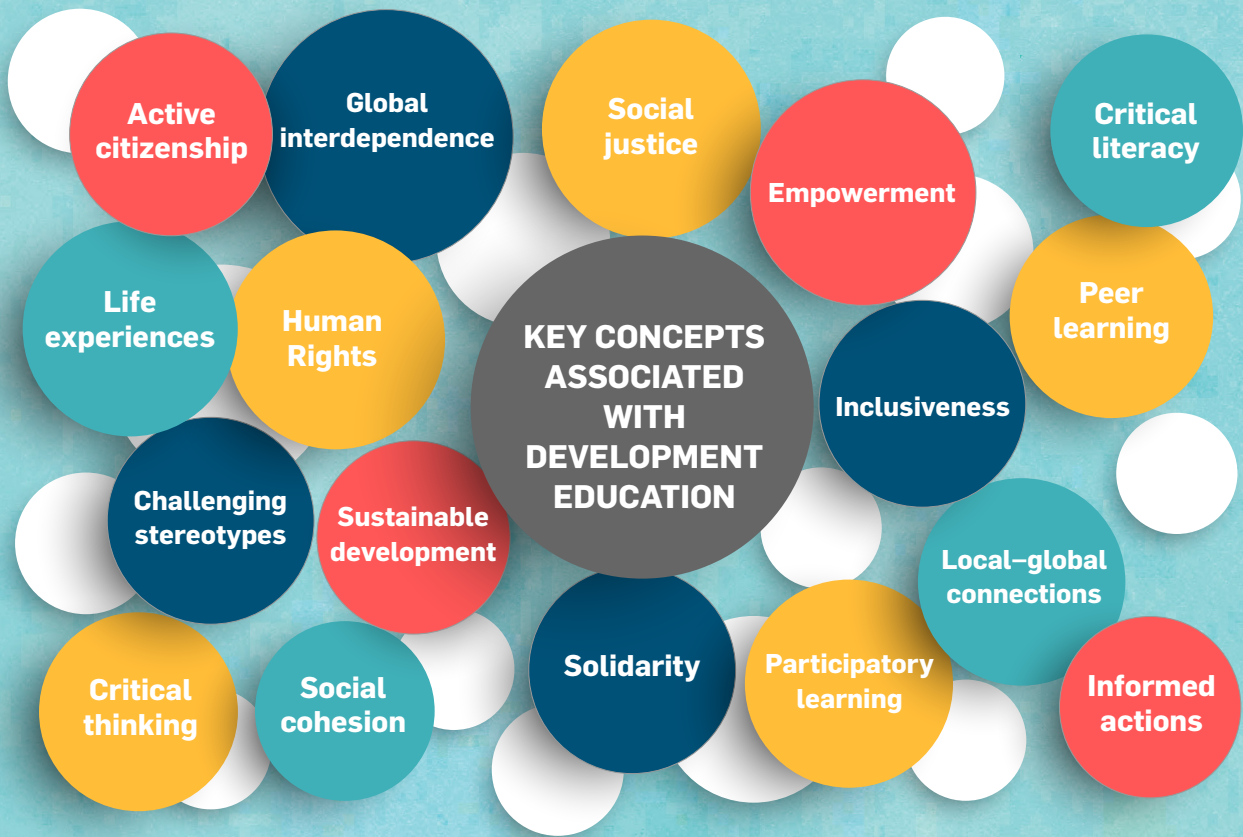 Active
citizenship
Global
interdependence
Social
justice
Empowerment
Critical
literacy
Life
experiences
Human
Rights
KEY CONCEPTS
ASSOCIATED
WITH
DEVELOPMENT
EDUCATION
Inclusiveness
Peer
learning
Challenging
stereotypes
Sustainable
development
Local–global
connections
Critical
thinking
Social
cohesion
Solidarity
Participatory
learning
Informed
actions